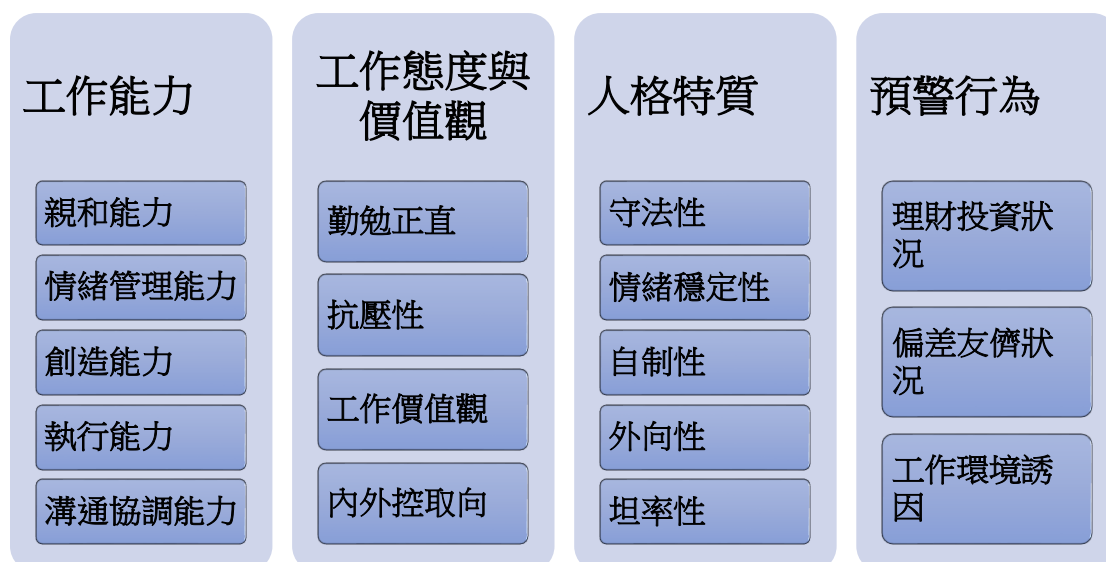 工作能力
親和能力
情緒管理能力
創造能力
執行能力
溝通協調能力
工作態度與
價值觀
勤勉正直
抗壓性
工作價值觀
內外控取向
人格特質
守法性
情緒穩定性
自制性
外向性
坦率性
預警行為
理財投資狀
況
偏差友儕狀
況
工作環境誘
因